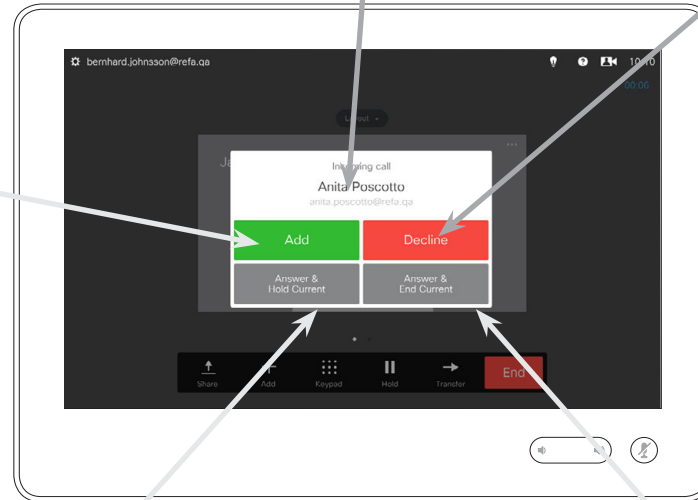 bernhard.johnsson@refa.qa
10:10
00:06
Layout
Ja
Incoming call
Anita Poscotto
anita.poscotto@refa.qa
Add
Decline
Answer &
Hold Current
Answer &
End Current
Share
Add
Keypad
Hold
Transfer
End